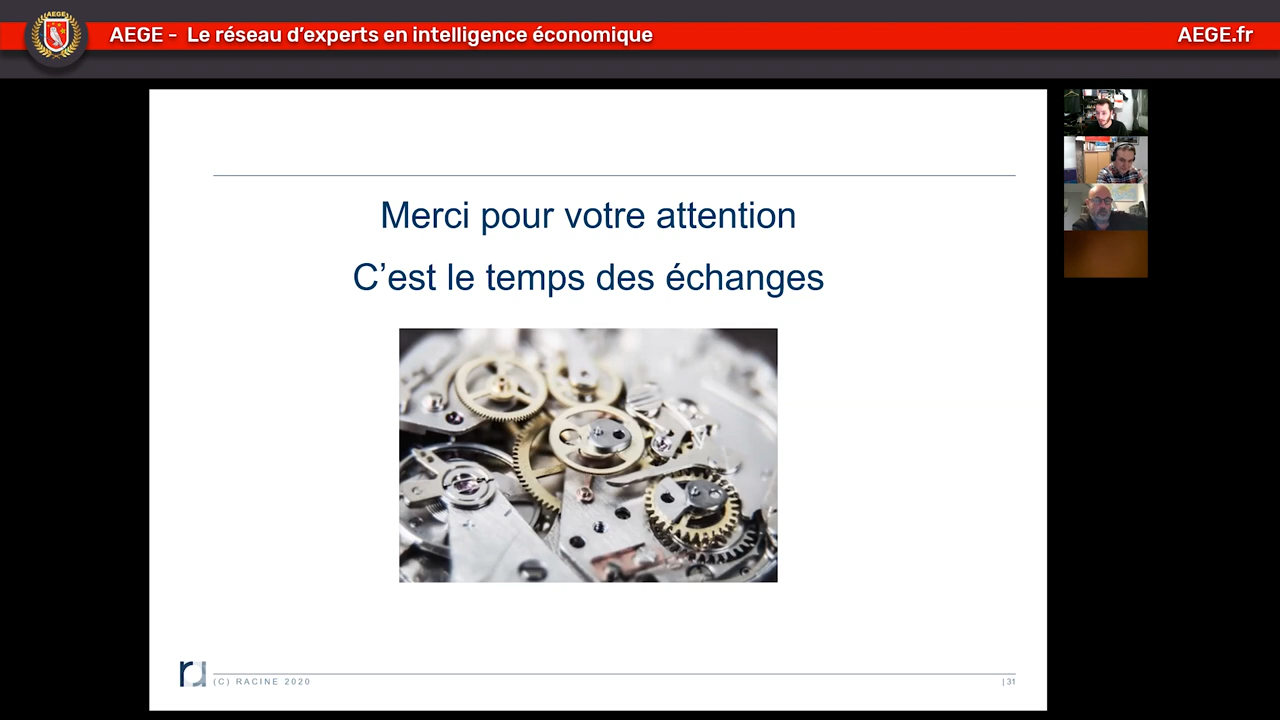 AEGE
AEGE - Le réseau d’experts en intelligence économique
AEGE.fr
Merci pour votre attention
C’est le temps des échanges
(C) RACINE 2020
| 31